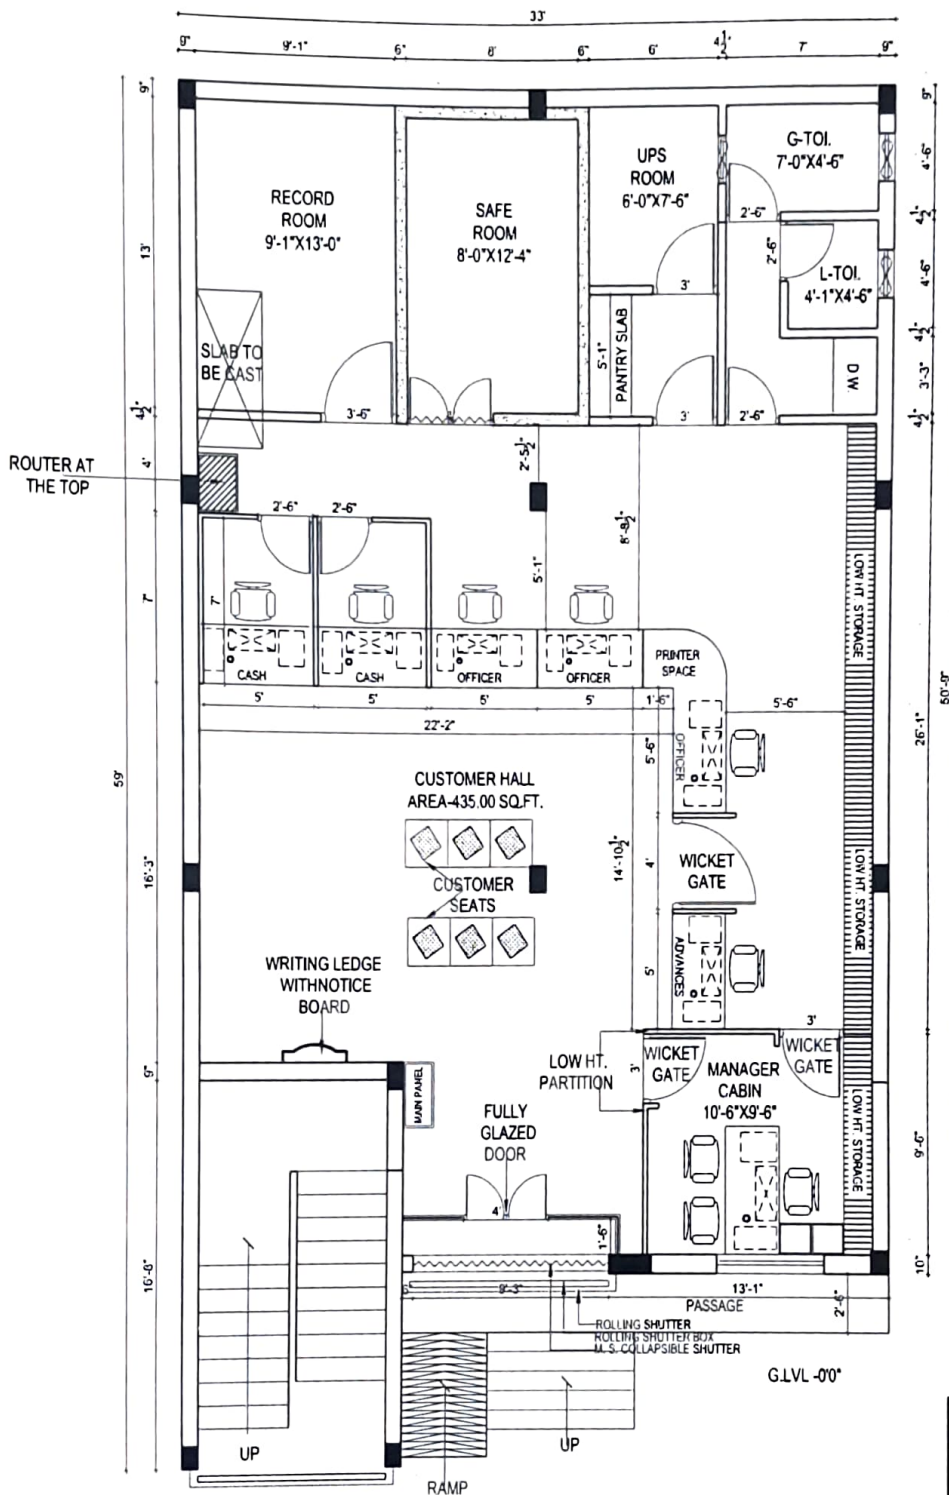 33'
9"
9'-1"
6"
8'
6"
6'
4½"
7'
9"
9"
13'
4½"
4'
7'
59'
16'-3"
9"
16'-6"
9"
4'-6"
4½"
4'-6"
4½"
3'-3"
4½"
26'-1"
50'-9"
9'-6"
10"
RECORD
ROOM
9'-1"X13'-0"
SAFE
ROOM
8'-0"X12'-4"
UPS
ROOM
6'-0"X7'-6"
G-TOI.
7'-0"X4'-6"
2'-6"
2'-6"
L-TOI.
4'-1"X4'-6"
3'
SLAB TO
BE CAST
3'-6"
5'-1"
PANTRY SLAB
3'
2'-6"
D.W.
ROUTER AT
THE TOP
2'-5½"
8'-8½"
5'-1"
2'-6"
2'-6"
7'
CASH
CASH
OFFICER
OFFICER
PRINTER
SPACE
LOW HT. STORAGE
5'
5'
5'
5'
1'-6"
5'-6"
22'-2"
5'-6"
OFFICER
CUSTOMER HALL
AREA-435.00 SQ.FT.
14'-10½"
4'
WICKET
GATE
LOW HT. STORAGE
CUSTOMER
SEATS
5'
ADVANCES
WRITING LEDGE
WITHNOTICE
BOARD
3'
LOW HT.
PARTITION
3'
WICKET
GATE
WICKET
GATE
MANAGER
CABIN
10'-6"X9'-6"
LOW HT. STORAGE
MAIN PANEL
FULLY
GLAZED
DOOR
4'
1'-6"
9'-3"
13'-1"
2'-6"
PASSAGE
ROLLING SHUTTER
ROLLING SHUTTER BOX
M. S. COLLAPSIBLE SHUTTER
G.LVL -0'0"
UP
UP
RAMP